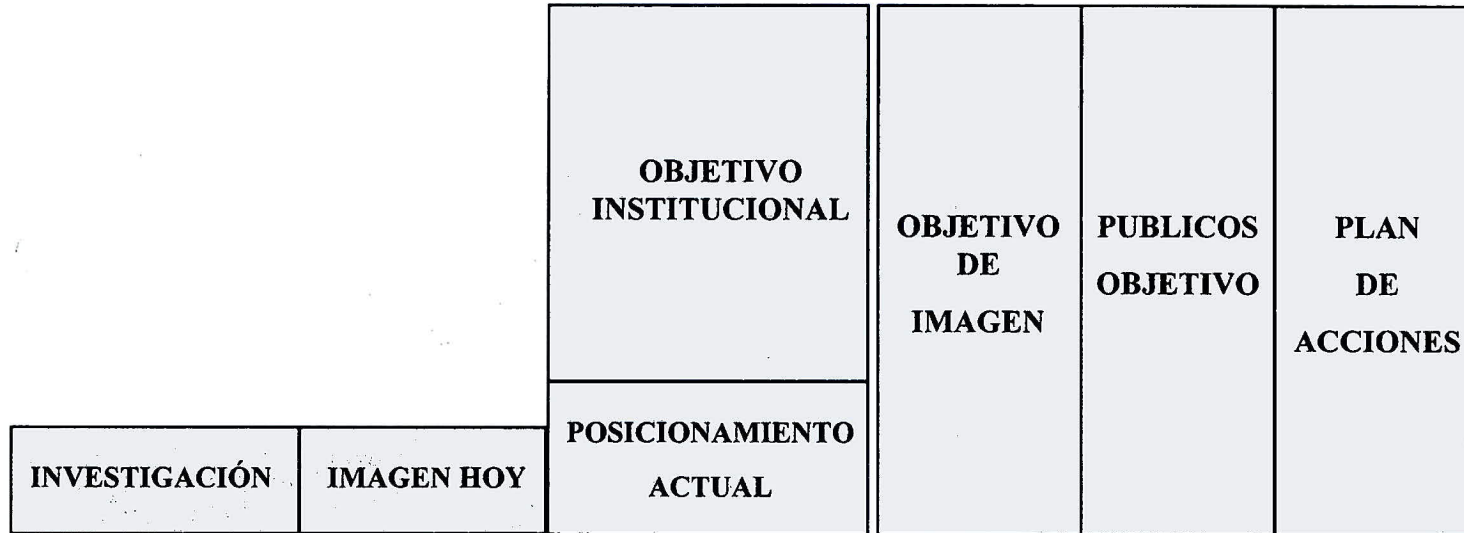 INVESTIGACIÓN
IMAGEN HOY
OBJETIVO
INSTITUCIONAL
POSICIONAMIENTO
ACTUAL
OBJETIVO
DE
IMAGEN
PUBLICOS
OBJETIVO
PLAN
DE
ACCIONES